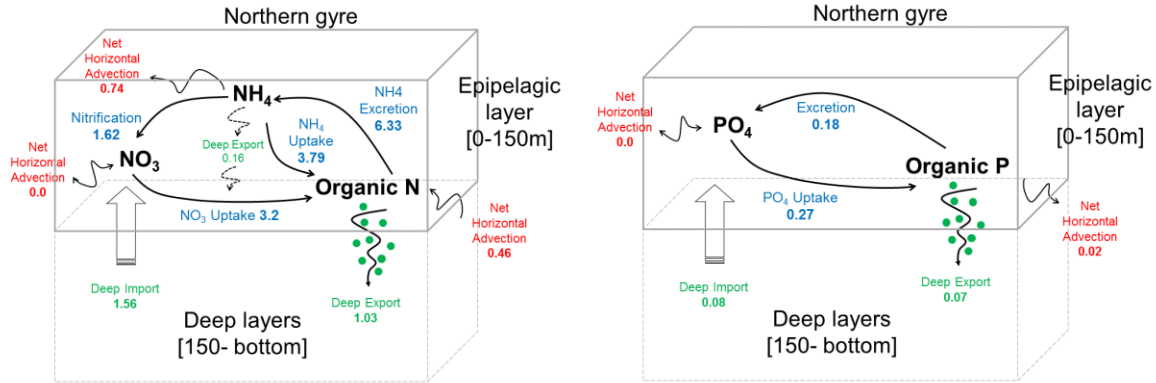 Northern gyre
Net
Horizontal
Advection
0.74
NH₄
NH4
Excretion
6.33
Epipelagic
layer
[0-150m]
Nitrification
1.62
NH₄
Uptake
3.79
Deep Export
0.16
Net
Horizontal
Advection
0.0
NO₃
Organic N
NO₃ Uptake 3.2
Net
Horizontal
Advection
0.46
Deep Import
1.56
Deep Export
1.03
Deep layers
[150- bottom]
Northern gyre
Net
Horizontal
Advection
0.0
PO₄
Excretion
0.18
Epipelagic
layer
[0-150m]
Organic P
PO₄ Uptake
0.27
Net
Horizontal
Advection
0.02
Deep Import
0.08
Deep Export
0.07
Deep layers
[150- bottom]